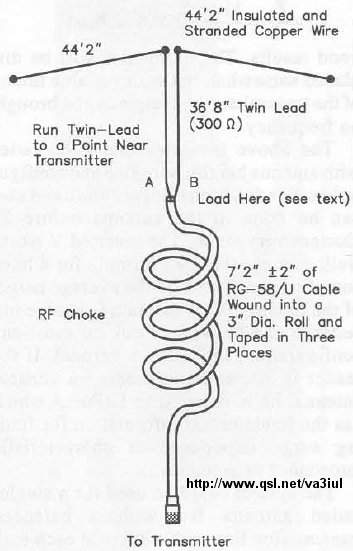 44'2"
44'2" Insulated and
Stranded Copper Wire
36'8" Twin-Lead
(300 Ω)
Run Twin-Lead
to a Point Near
Transmitter
A
B
Load Here (see text)
7'2" ±2" of
RG-58/U Cable
Wound into a
3" Dia. Roll and
Taped in Three
Places
RF Choke
http://www.qsl.net/va3iul
To Transmitter